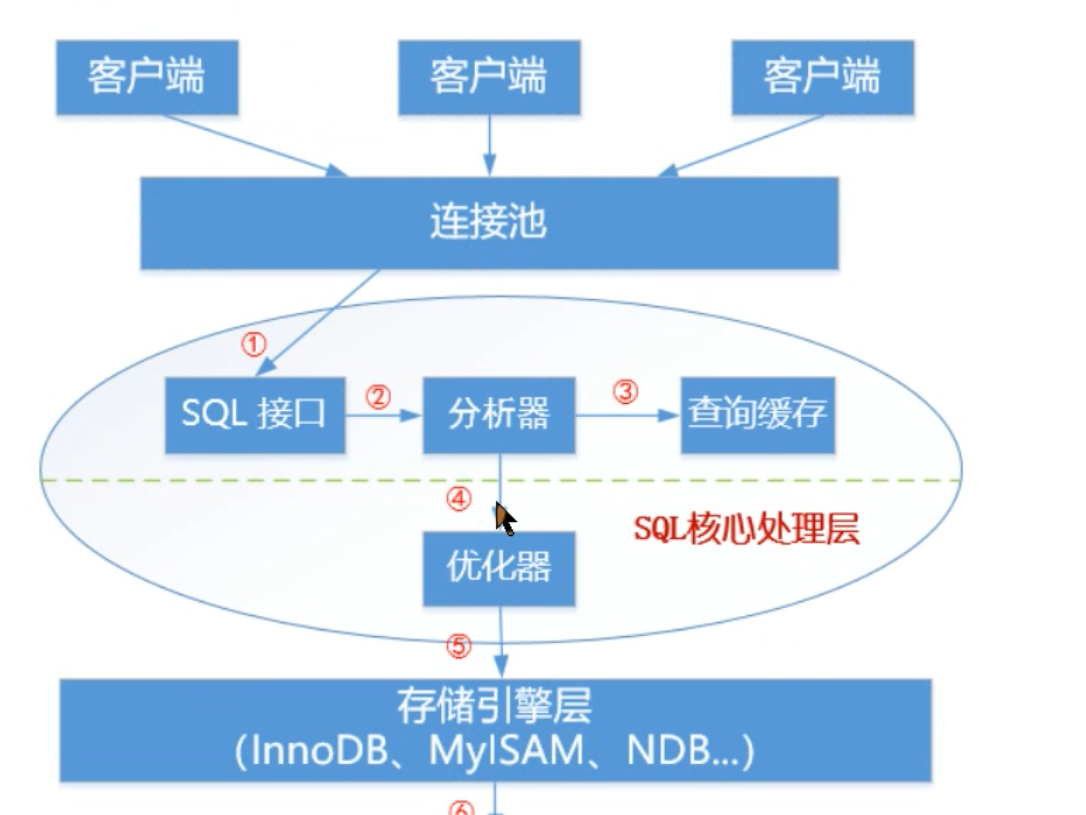 客户端
客户端
客户端
连接池
①
SQL 接口
②
分析器
③
查询缓存
④
SQL核心处理层
优化器
⑤
存储引擎层
(InnoDB、MyISAM、NDB...)
⑥